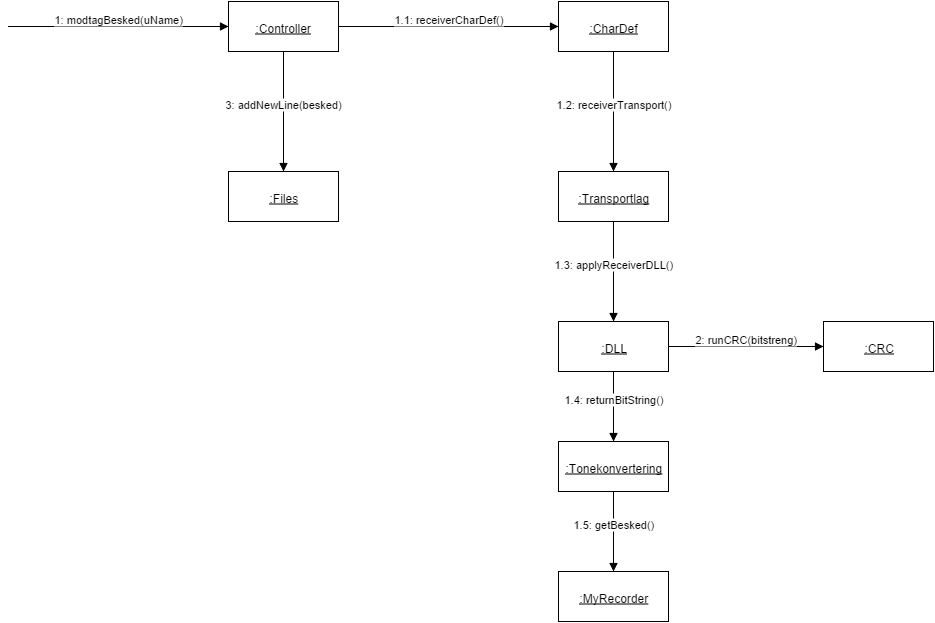 1: modtagBesked(uName)
:Controller
1.1: receiverCharDef()
:CharDef
3: addNewLine(besked)
1.2: receiverTransport()
:Files
:Transportlag
1.3: applyReceiverDLL()
:DLL
2: runCRC(bitstreng)
:CRC
1.4: returnBitString()
:Tonekonvertering
1.5: getBesked()
:MyRecorder